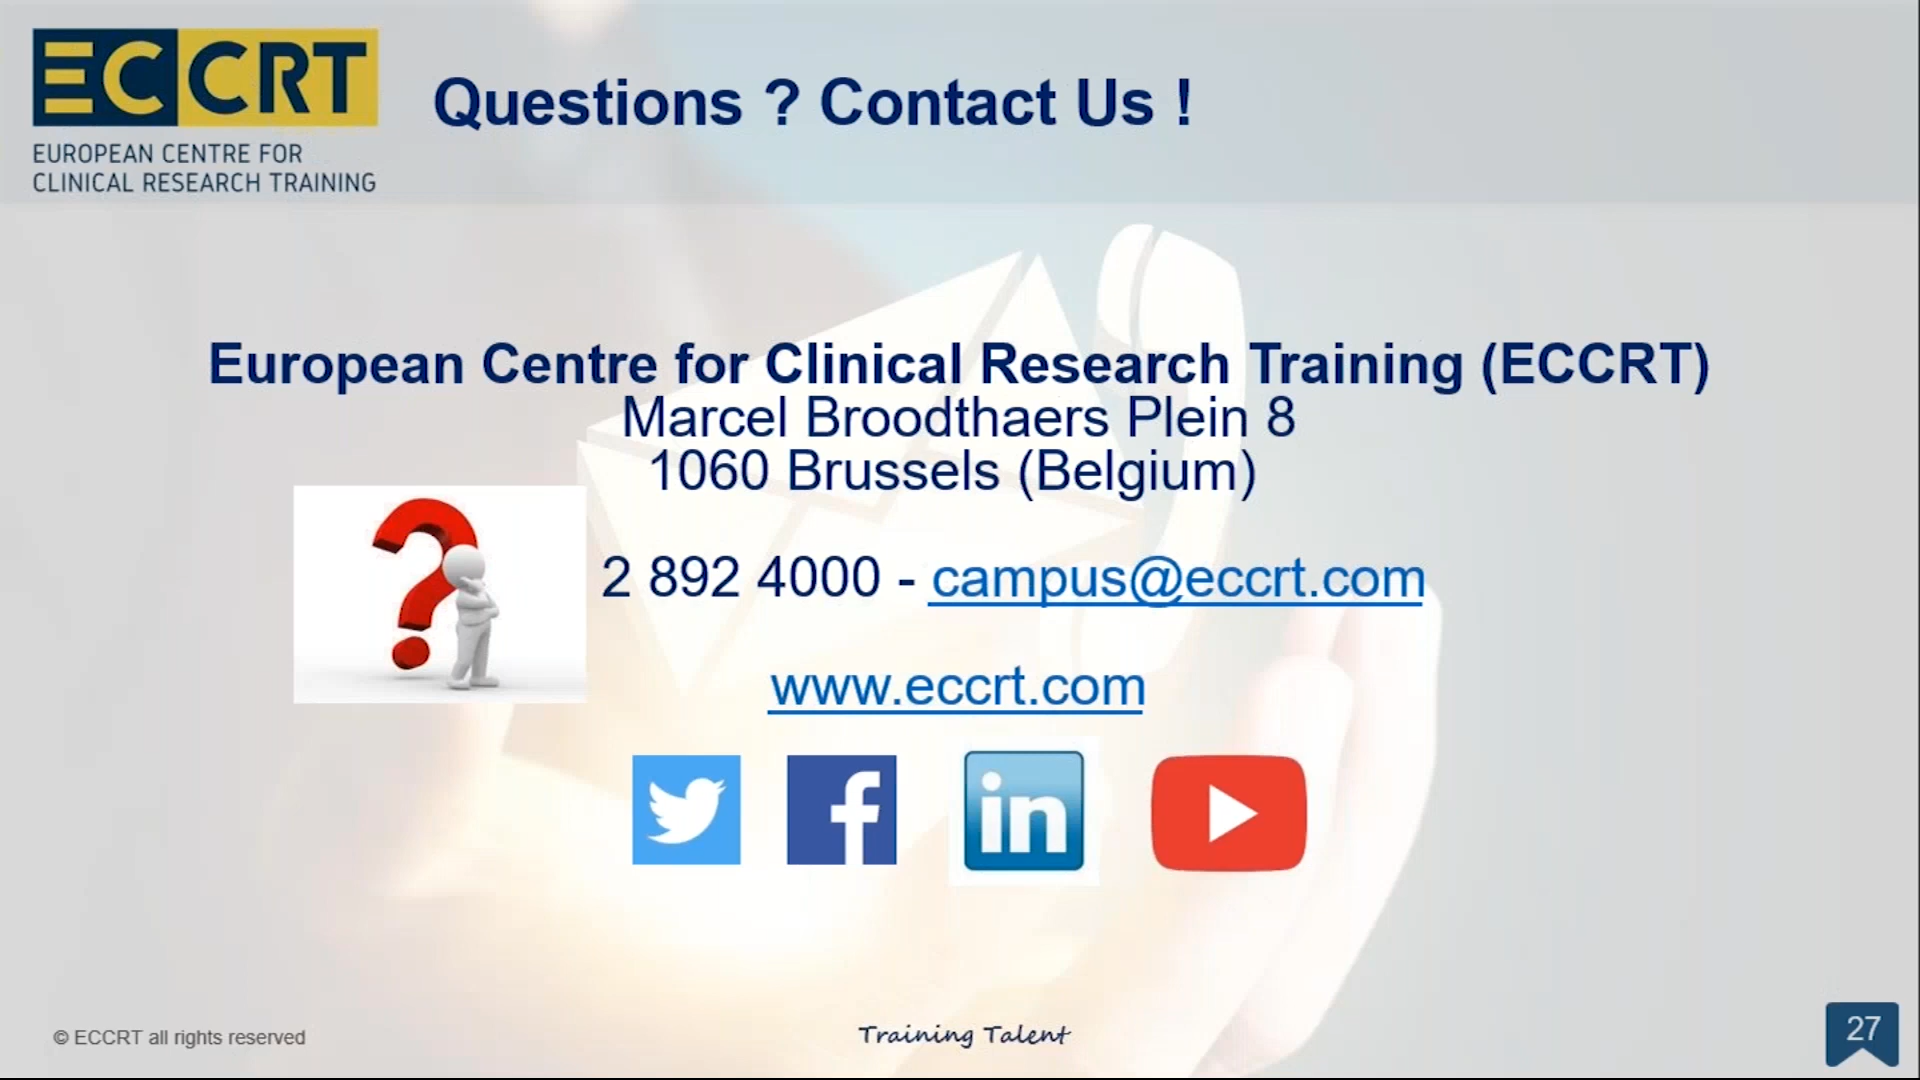 ECCRT
EUROPEAN CENTRE FOR
CLINICAL RESEARCH TRAINING
Questions ? Contact Us !
European Centre for Clinical Research Training (ECCRT)
Marcel Broodthaers Plein 8
1060 Brussels (Belgium)
2 892 4000 - campus@eccrt.com
www.eccrt.com
f
in
© ECCRT all rights reserved
Training Talent
27